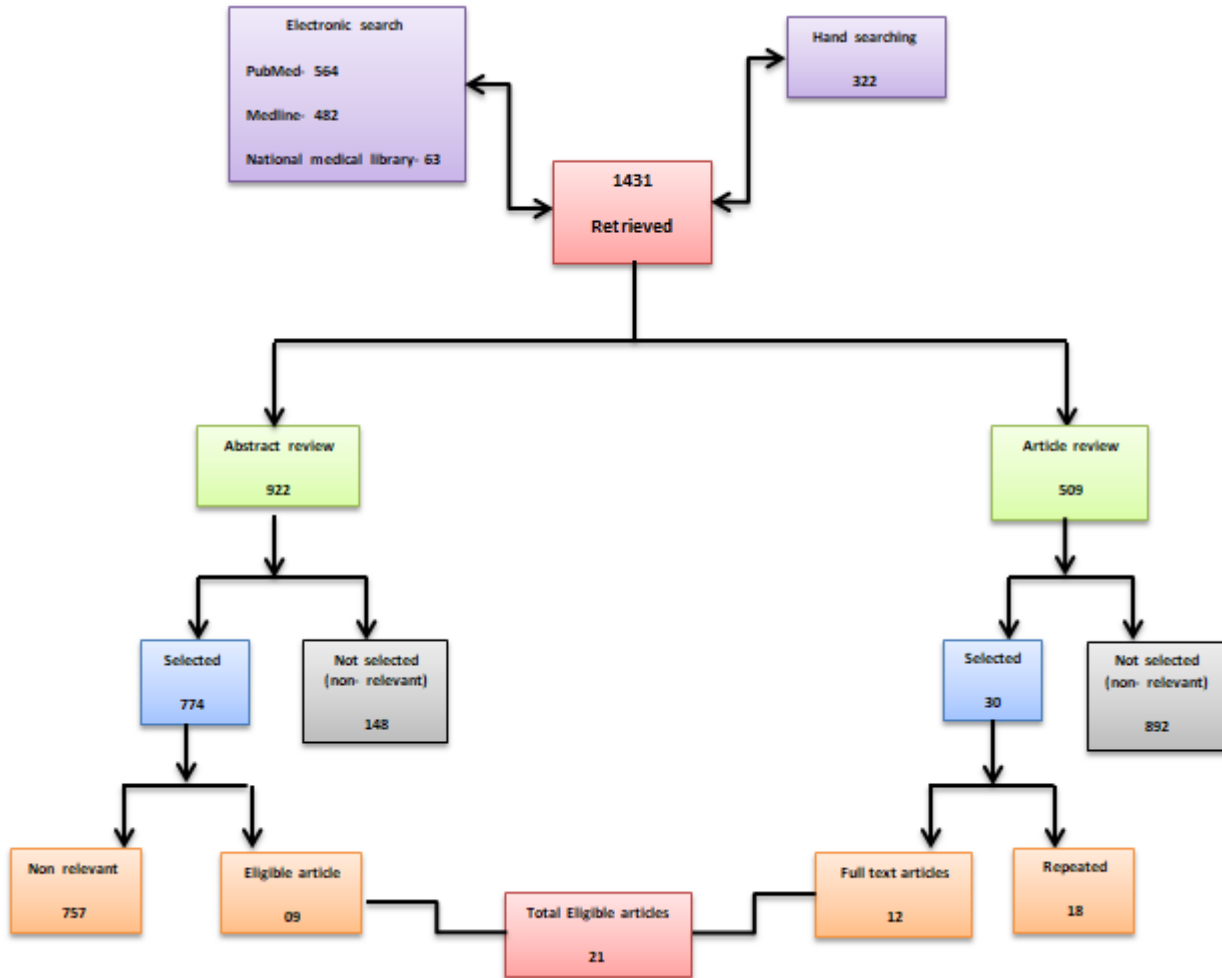 Electronic search
PubMed- 564
Medline- 482
National medical library- 63
Hand searching
322
1431
Retrieved
Abstract review
922
Article review
509
Selected
774
Not selected
(non- relevant)
148
Selected
30
Not selected
(non- relevant)
892
Non relevant
757
Eligible article
09
Total Eligible articles
21
Full text articles
12
Repeated
18